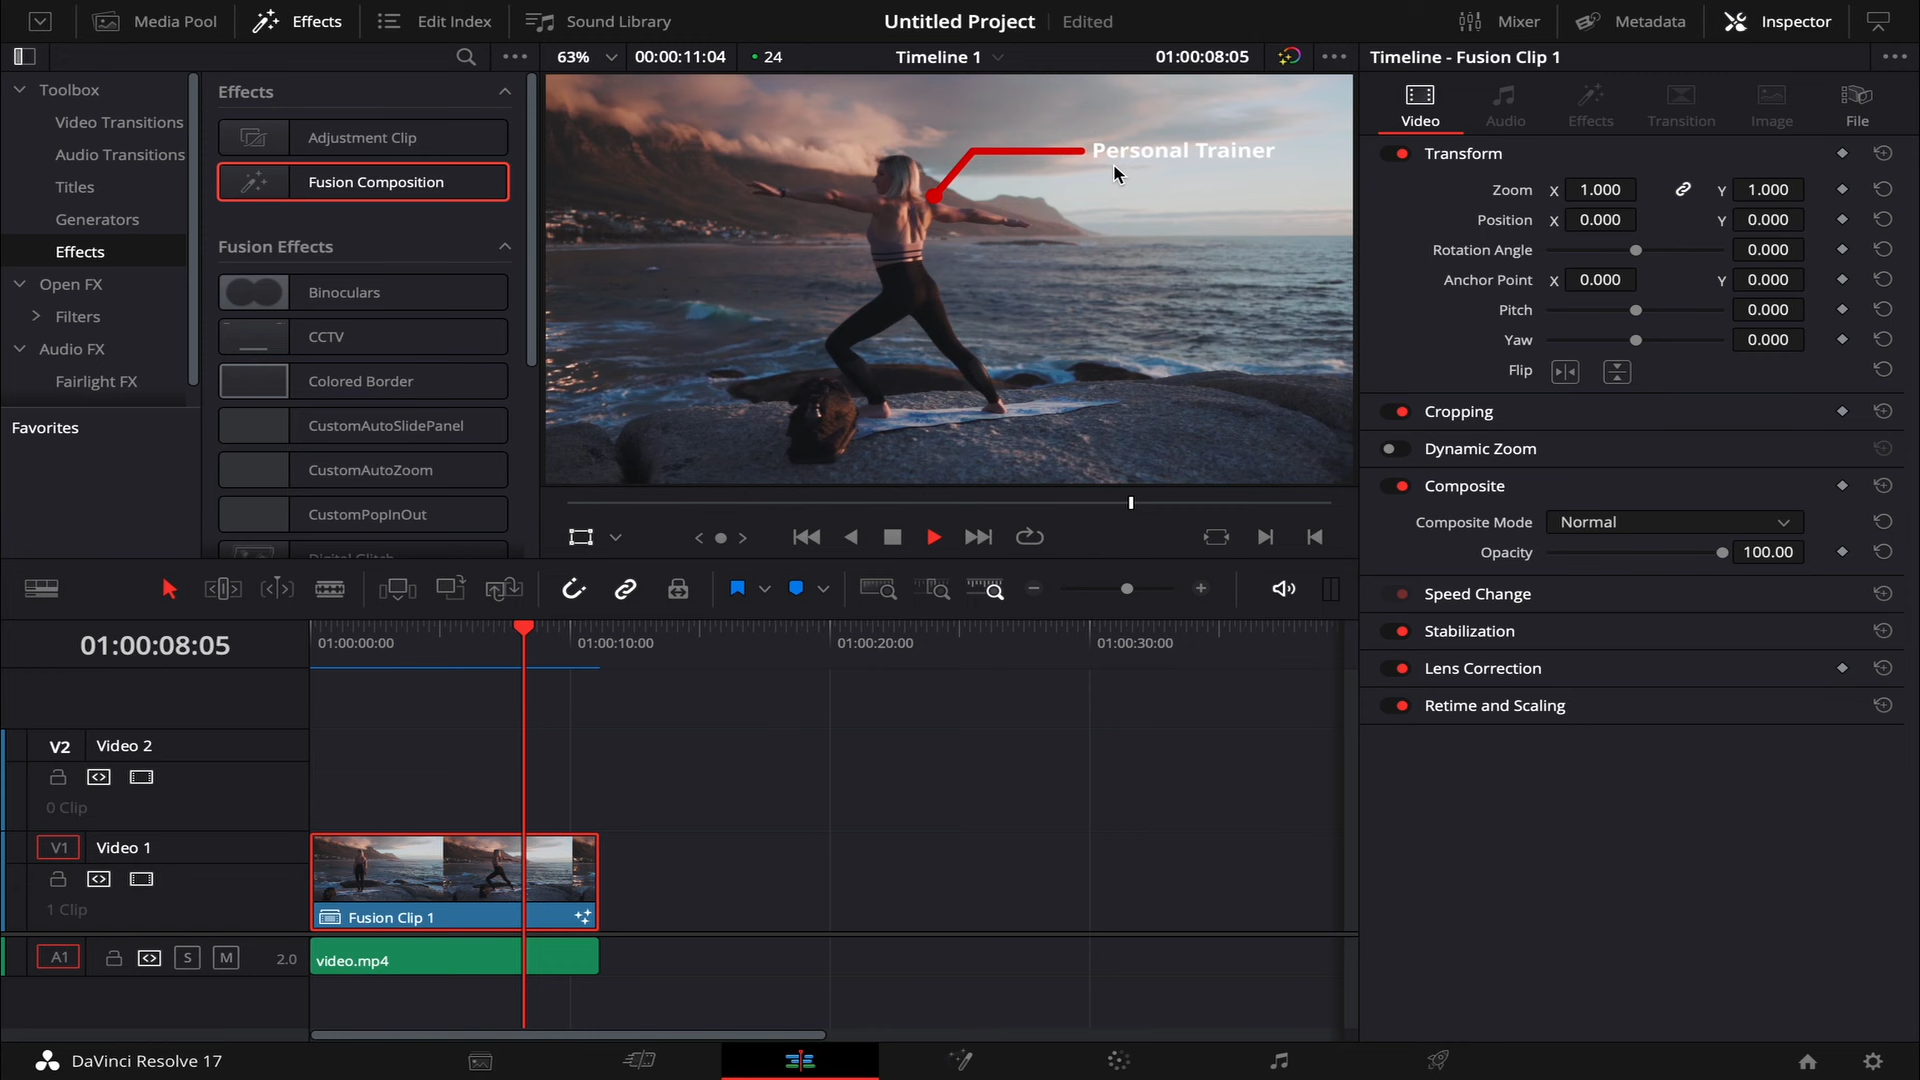 Media Pool
Effects
Edit Index
Sound Library
Untitled Project
Edited
Mixer
Metadata
Inspector
63%
00:00:11:04
24
Timeline 1
01:00:08:05
Timeline - Fusion Clip 1
Toolbox
Video Transitions
Audio Transitions
Titles
Generators
Effects
Open FX
Filters
Audio FX
Fairlight FX
Favorites
Effects
Adjustment Clip
Fusion Composition
Fusion Effects
Binoculars
CCTV
Colored Border
CustomAutoSlidePanel
CustomAutoZoom
CustomPopInOut
Digital Glitch
Personal Trainer
Video
Audio
Effects
Transition
Image
File
Transform
Zoom X 1.000 Y 1.000
Position X 0.000 Y 0.000
Rotation Angle 0.000
Anchor Point X 0.000 Y 0.000
Pitch 0.000
Yaw 0.000
Flip
Cropping
Dynamic Zoom
Composite
Composite Mode Normal
Opacity 100.00
Speed Change
Stabilization
Lens Correction
Retime and Scaling
01:00:08:05
01:00:00:00
01:00:10:00
01:00:20:00
01:00:30:00
V2 Video 2
0 Clip
V1 Video 1
1 Clip
Fusion Clip 1
A1 S M 2.0
video.mp4
DaVinci Resolve 17